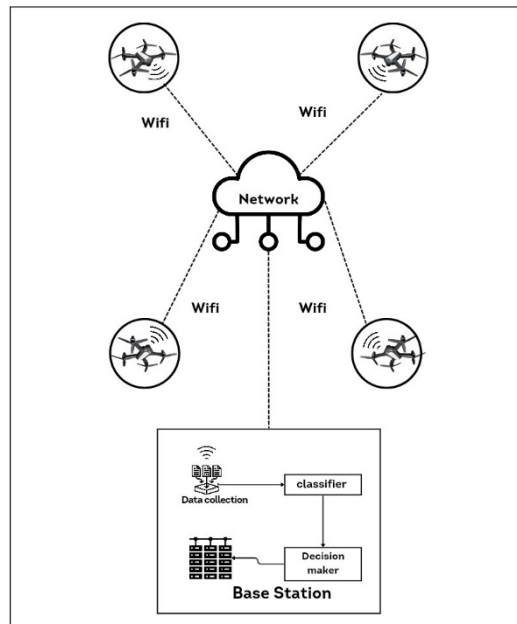 Wifi
Wifi
Network
Wifi
Wifi
classifier
Data collection
Decision
maker
Base Station